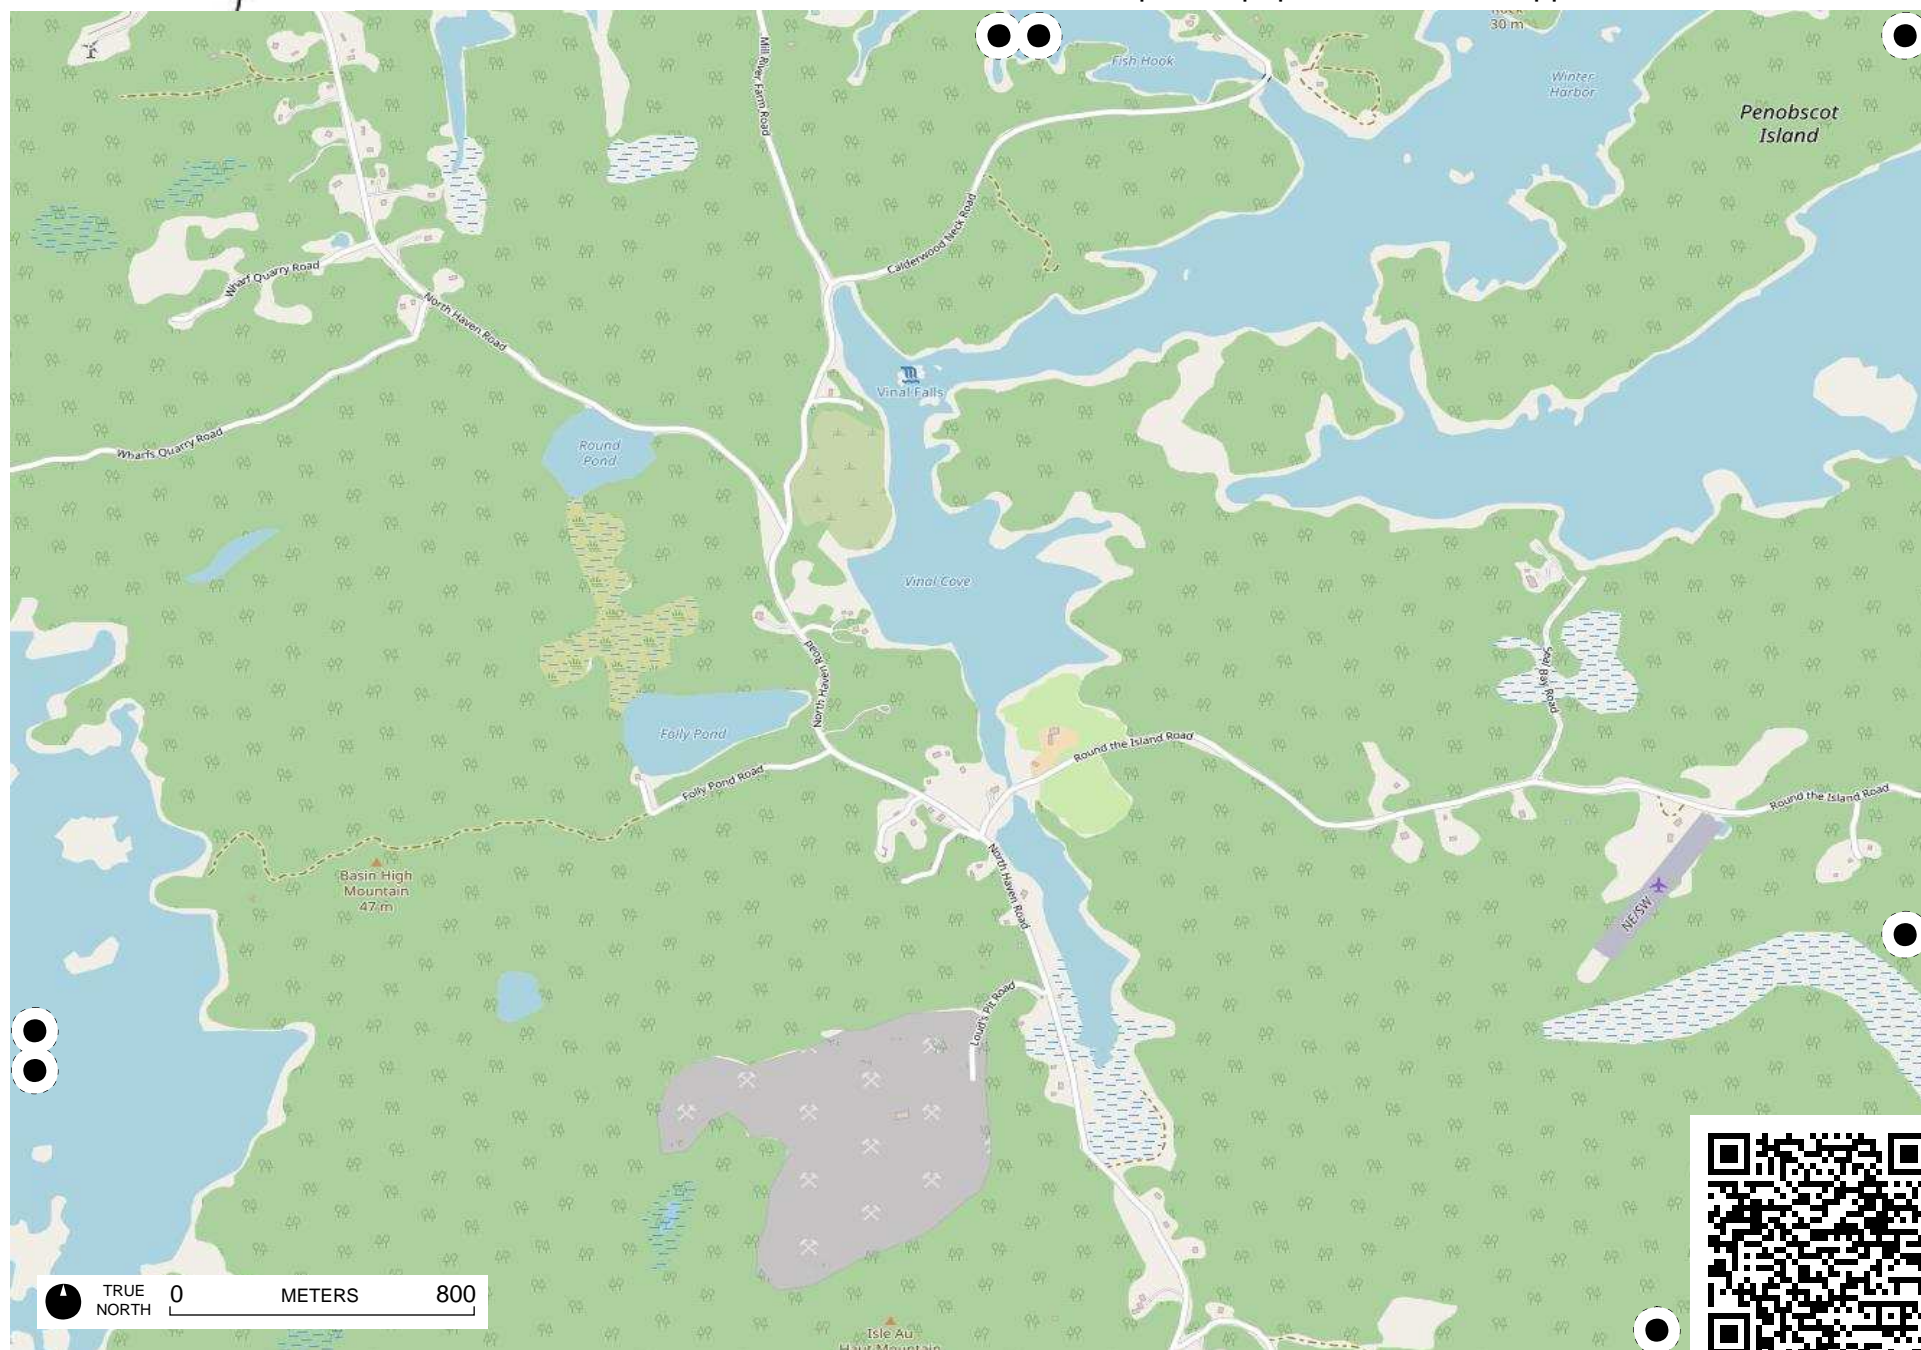 30 m
Mill River Farm Road
Fish Hook
Winter
Harbor
Penobscot
Island
Calderwood Neck Road
Wharf Quarry Road
North Haven Road
Vinal Falls
Wharfs Quarry Road
Round
Pond
Vinal Cove
North Haven Road
Seal Bay Road
Folly Pond
Round the Island Road
Folly Pond Road
Round the Island Road
North Haven Road
Basin High
Mountain
47 m
NE/SW
Loud's Pit Road
TRUE
NORTH
0
METERS
800
Isle Au
Haut Mountain